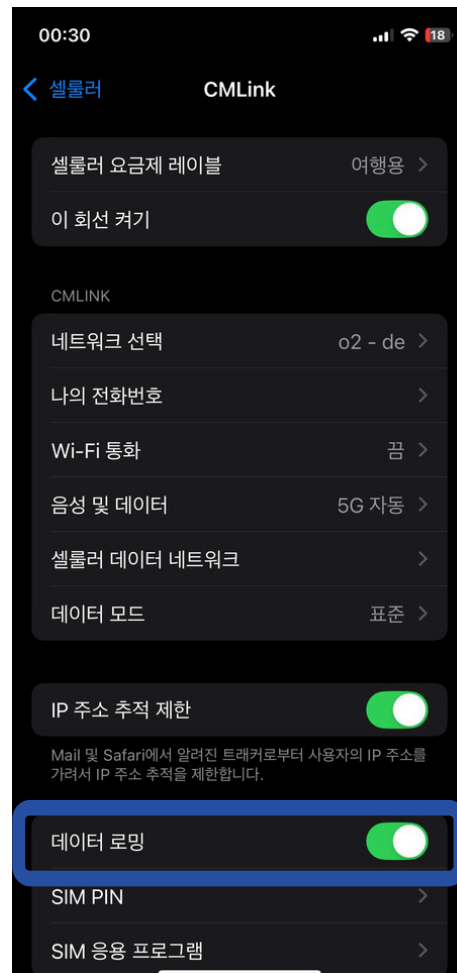 00:30
18
셀룰러
CMLink
셀룰러 요금제 레이블 여행용
이 회선 켜기
CMLINK
네트워크 선택 o2 - de
나의 전화번호
Wi-Fi 통화 끔
음성 및 데이터 5G 자동
셀룰러 데이터 네트워크
데이터 모드 표준
IP 주소 추적 제한
Mail 및 Safari에서 알려진 트래커로부터 사용자의 IP 주소를
가려서 IP 주소 추적을 제한합니다.
데이터 로밍
SIM PIN
SIM 응용 프로그램